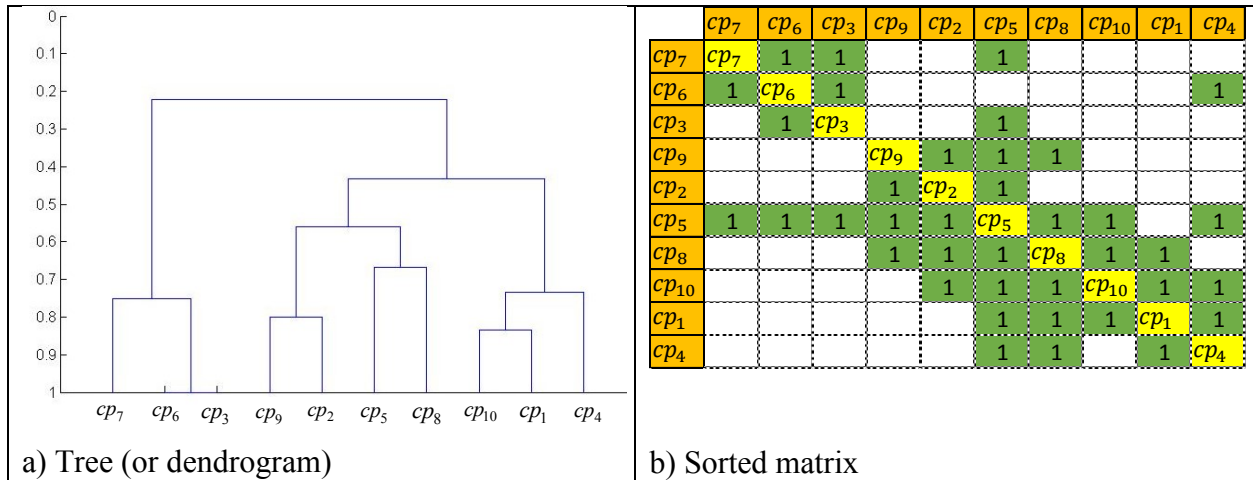 0
0.1
0.2
0.3
0.4
0.5
0.6
0.7
0.8
0.9
1
cp₇ cp₆ cp₃ cp₉ cp₂ cp₅ cp₈ cp₁₀ cp₁ cp₄
a) Tree (or dendrogram)
cp₇ cp₆ cp₃ cp₉ cp₂ cp₅ cp₈ cp₁₀ cp₁ cp₄
cp₇ cp₇ 1 1 1
cp₆ 1 cp₆ 1 1
cp₃ 1 cp₃ 1
cp₉ cp₉ 1 1 1
cp₂ 1 cp₂ 1
cp₅ 1 1 1 1 1 cp₅ 1 1 1
cp₈ 1 1 1 cp₈ 1 1
cp₁₀ 1 1 1 cp₁₀ 1 1
cp₁ 1 1 1 cp₁ 1
cp₄ 1 1 1 cp₄
b) Sorted matrix